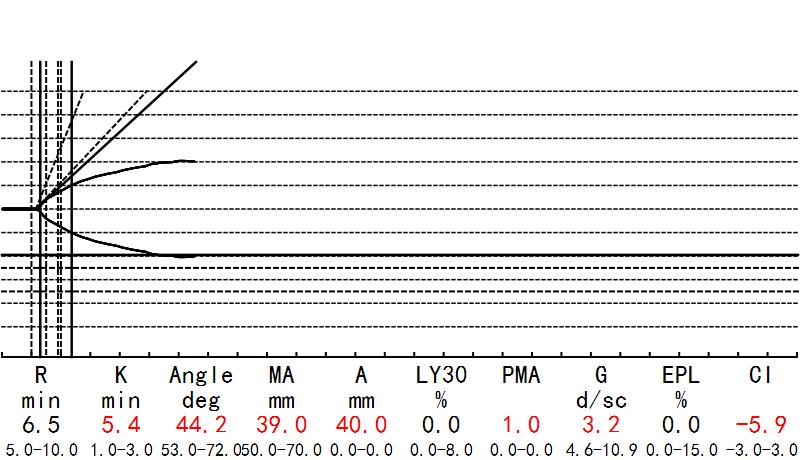 R K Angle MA A LY30 PMA G EPL CI
min min deg mm mm % d/sc %
6.5 5.4 44.2 39.0 40.0 0.0 1.0 3.2 0.0 -5.9
5.0-10.0 1.0-3.0 53.0-72.0 50.0-70.0 0.0-0.0 0.0-8.0 0.0-0.0 4.6-10.9 0.0-15.0 -3.0-3.0